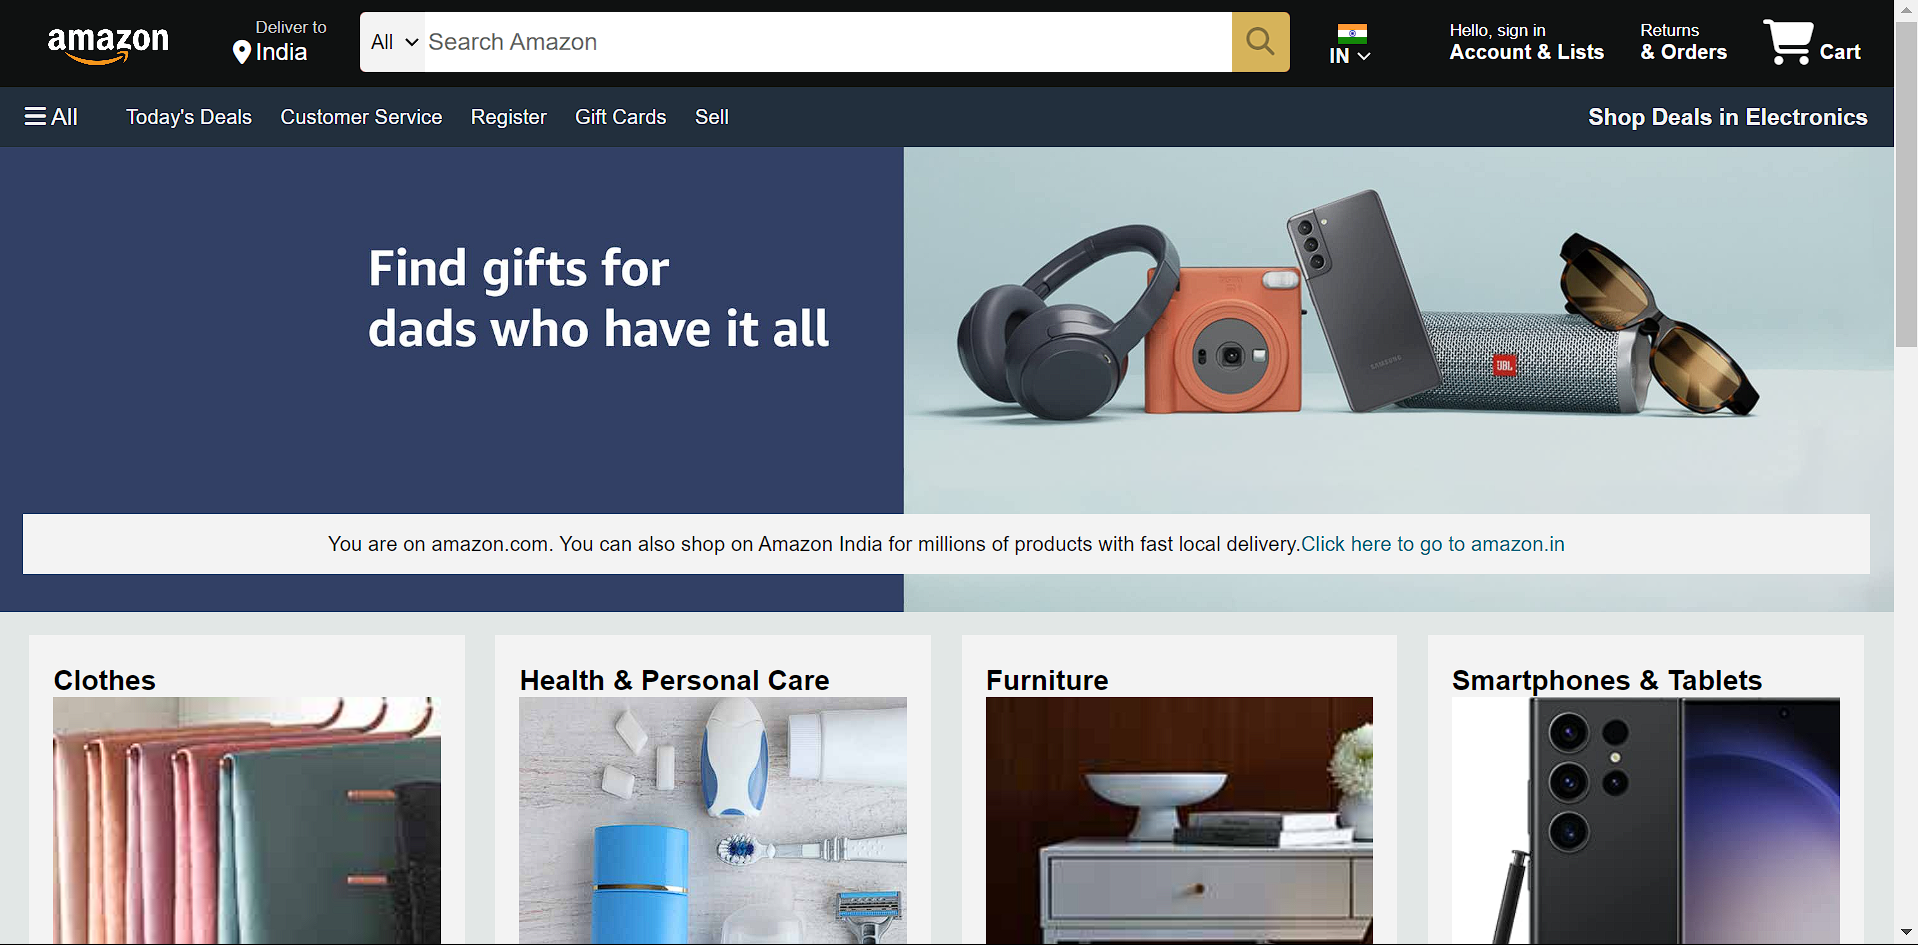 amazon
Deliver to
India
All
Search Amazon
IN
Hello, sign in
Account & Lists
Returns
& Orders
Cart
All
Today's Deals
Customer Service
Register
Gift Cards
Sell
Shop Deals in Electronics
Find gifts for
dads who have it all
SAMSUNG
JBL
You are on amazon.com. You can also shop on Amazon India for millions of products with fast local delivery.Click here to go to amazon.in
Clothes
Health & Personal Care
Furniture
Smartphones & Tablets